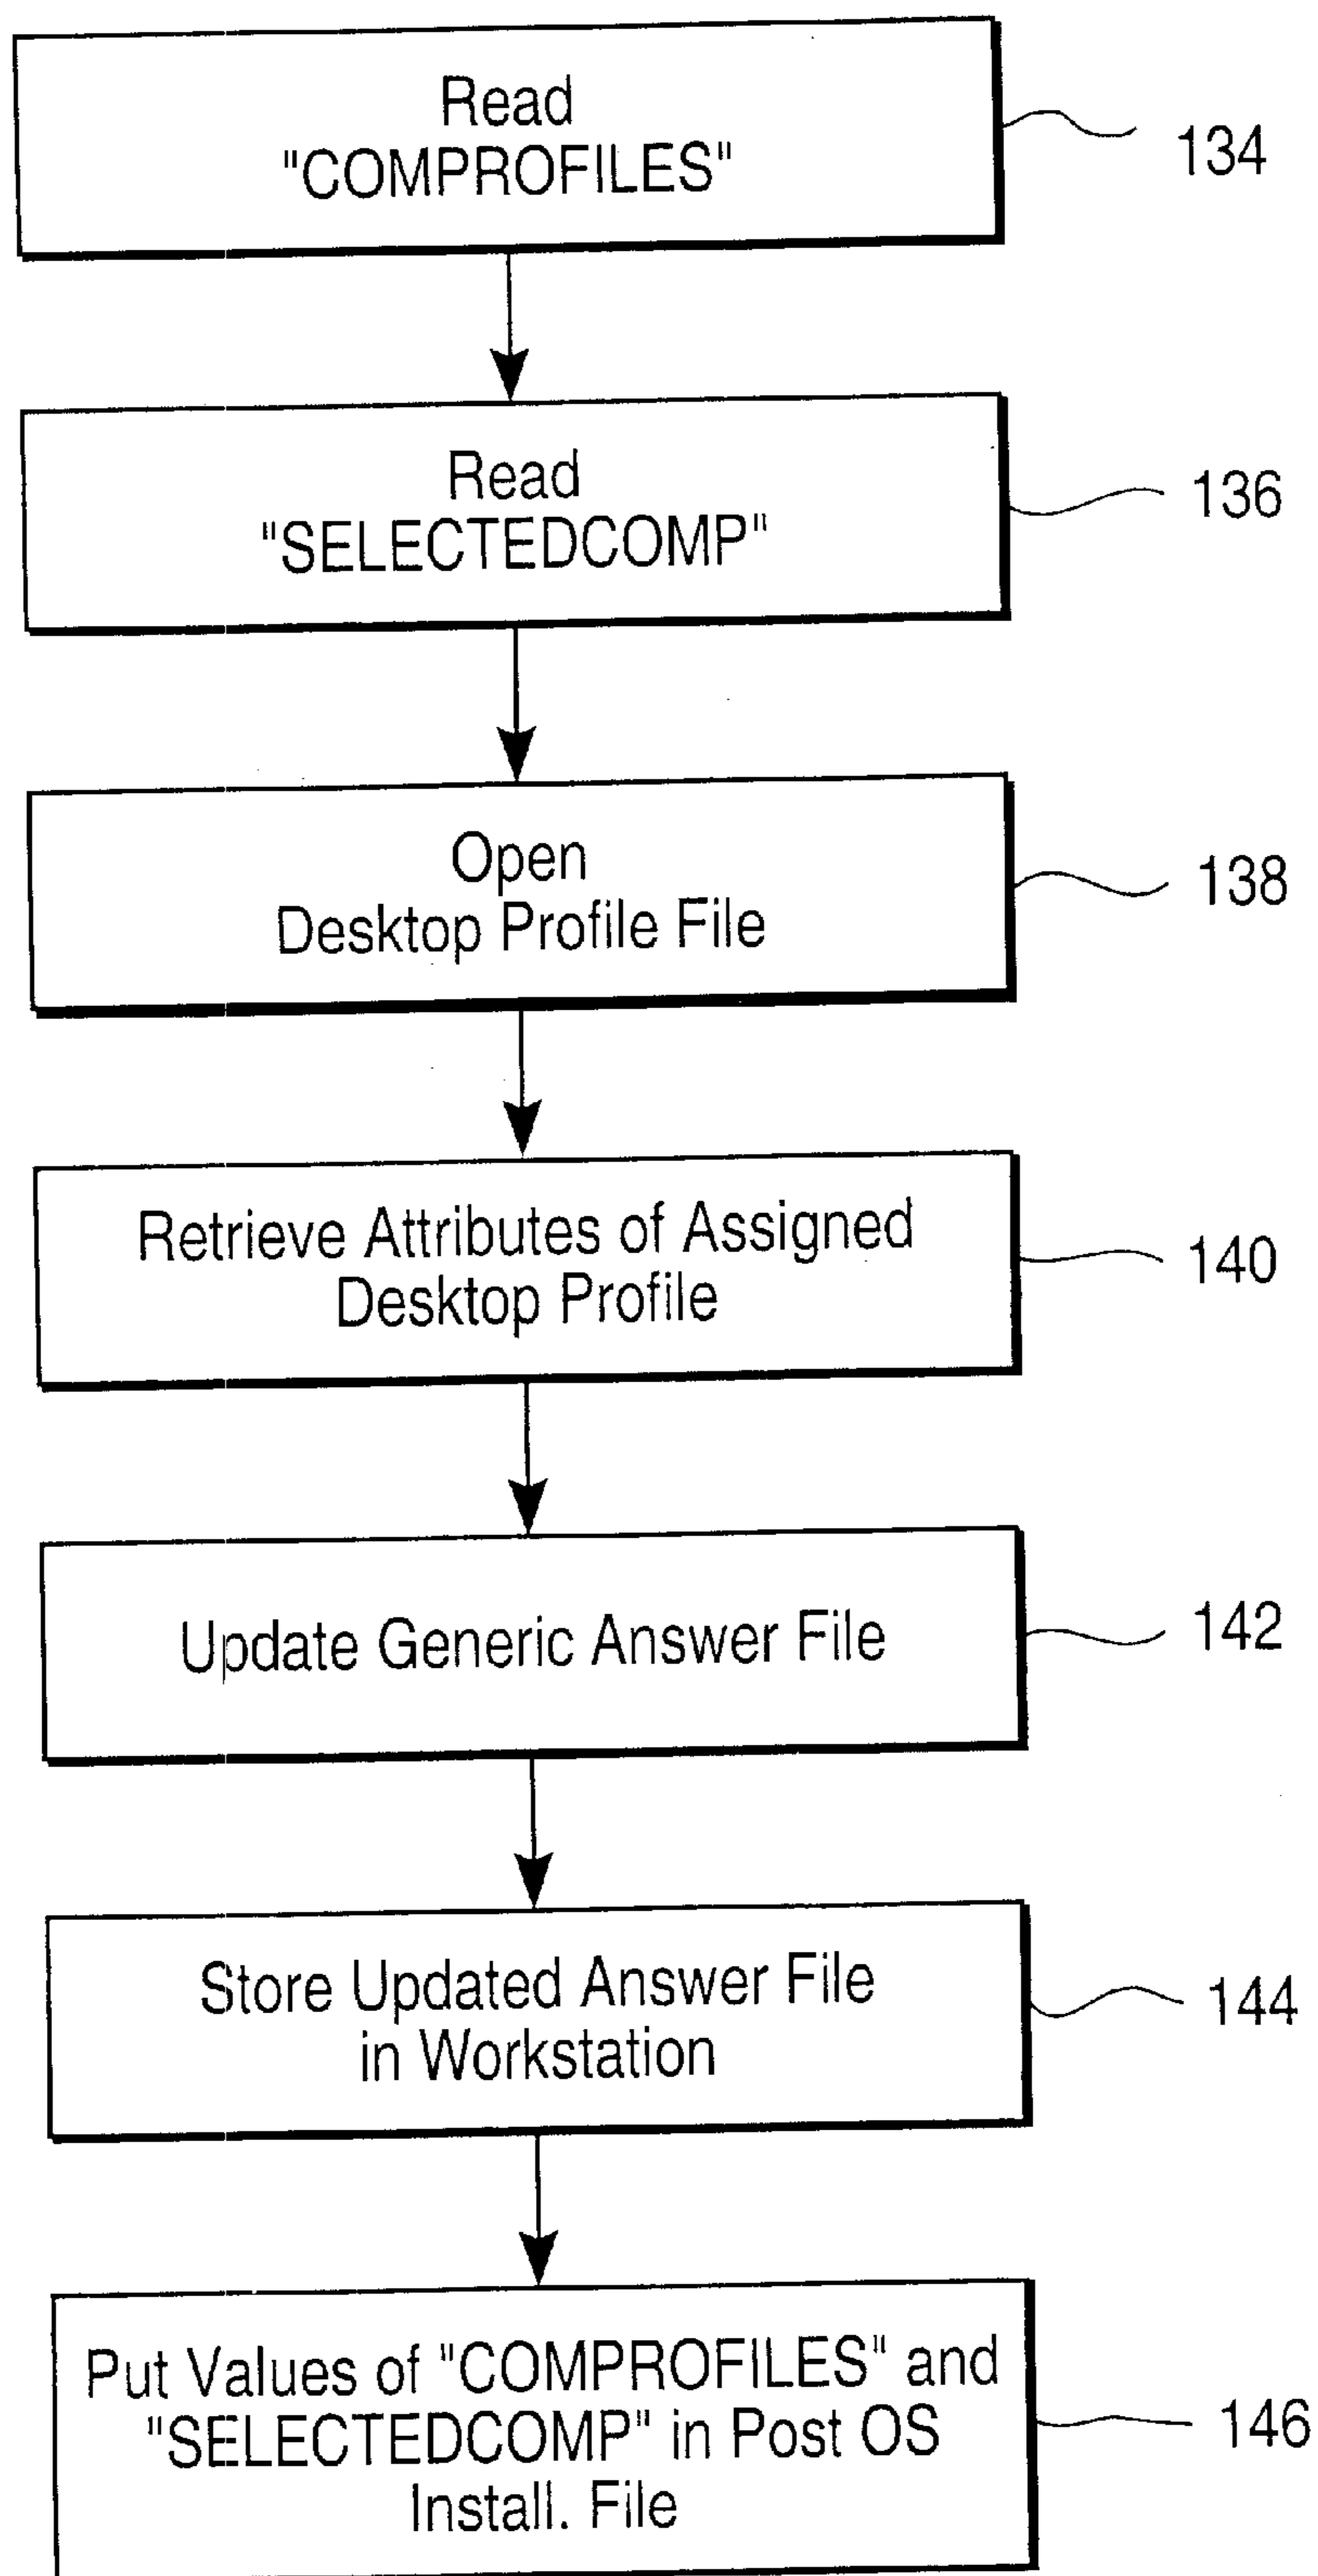 Read
"COMPROFILES"
134
Read
"SELECTEDCOMP"
136
Open
Desktop Profile File
138
Retrieve Attributes of Assigned
Desktop Profile
140
Update Generic Answer File
142
Store Updated Answer File
in Workstation
144
Put Values of "COMPROFILES" and
"SELECTEDCOMP" in Post OS
Install. File
146